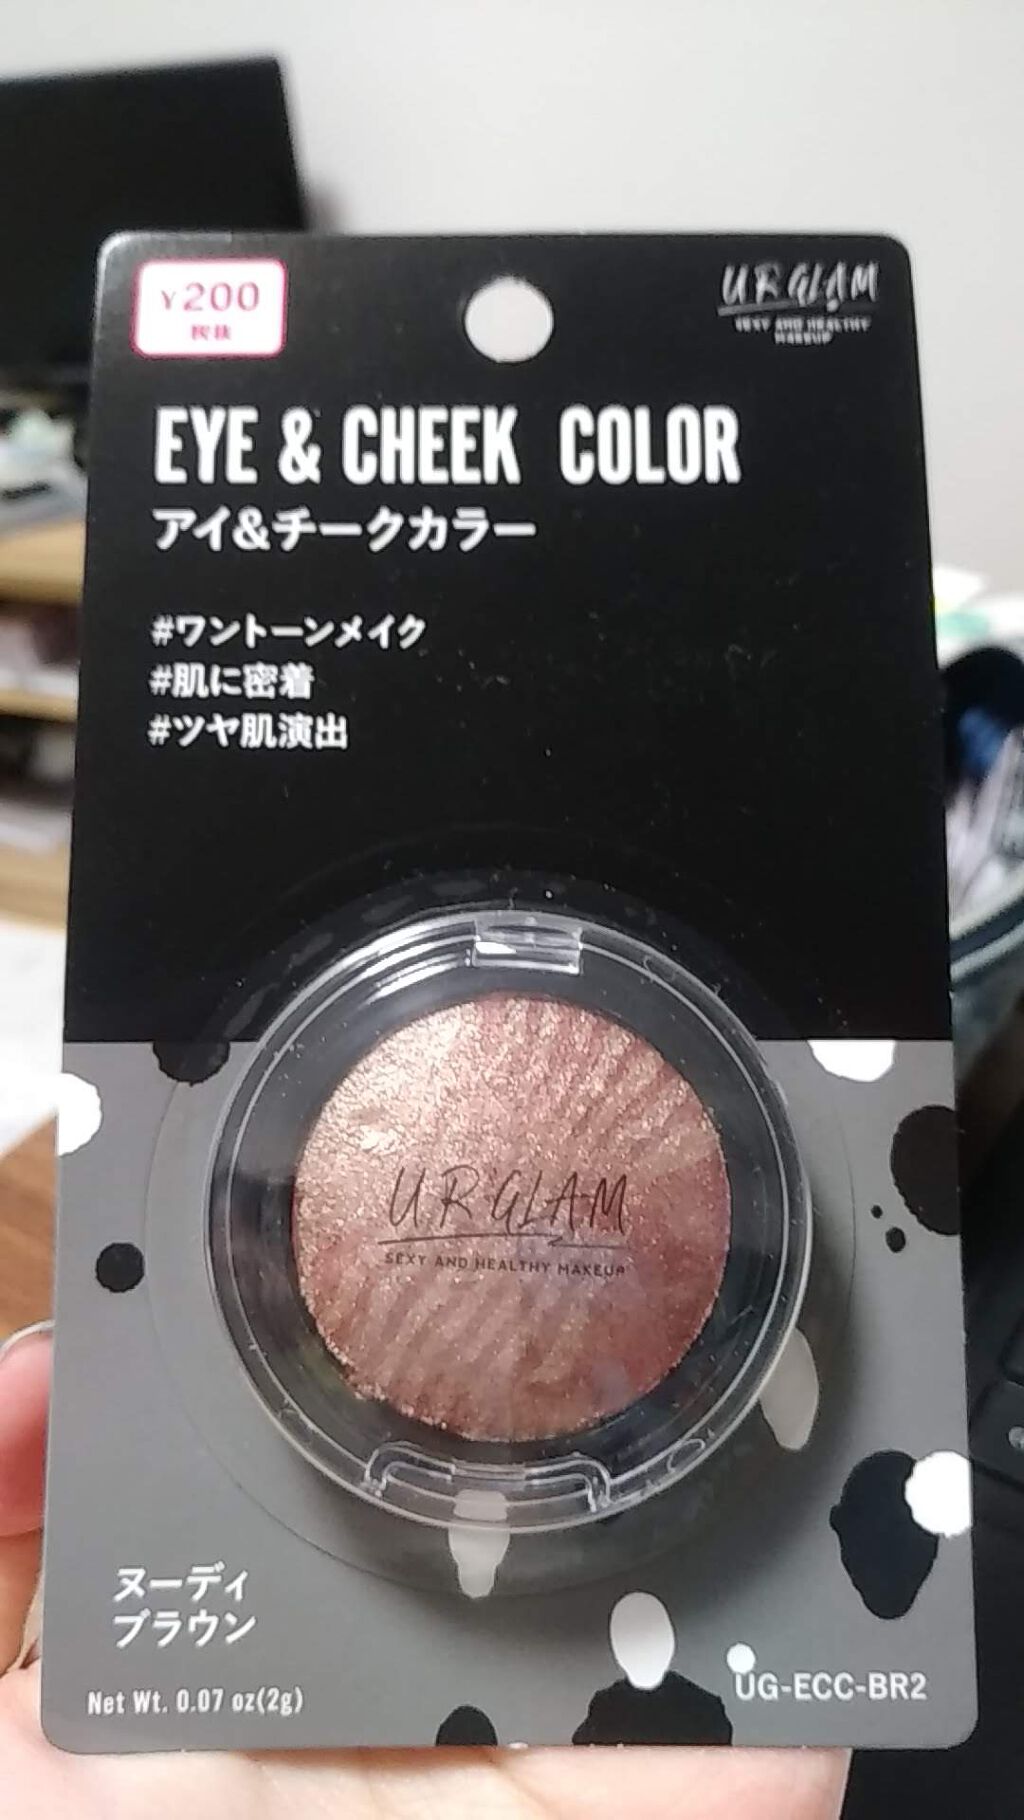 ¥200
税抜
UR GLAM
SEXY AND HEALTHY
MAKEUP
EYE & CHEEK COLOR
アイ&チークカラー
#ワントーンメイク
#肌に密着
#ツヤ肌演出
UR GLAM
SEXY AND HEALTHY MAKEUP
ヌーディ
ブラウン
Net Wt. 0.07 oz(2g)
UG-ECC-BR2